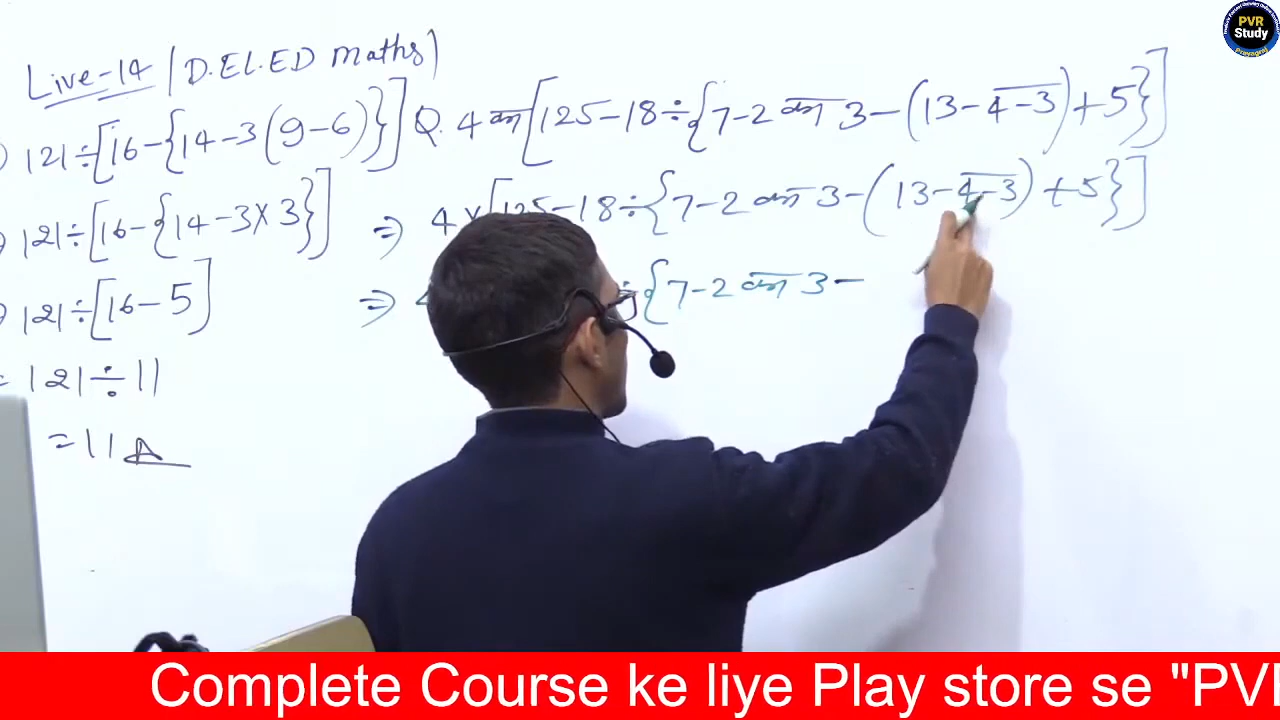 Live-14 (D.EL.ED Maths)
121÷[16-{14-3(9-6)}]
121÷[16-{14-3×3}]
121÷[16-5]
= 121÷11
= 11 A
Q. 4 का [125-18÷{7-2 का 3-(13-4̅-̅3̅)+5}]
⇒ 4×[125-18÷{7-2 का 3-(13-4̅-̅3̅)+5}]
⇒ ÷{7-2 का 3-
PVR
Study
Prayagraj
Complete Course ke liye Play store se "PV